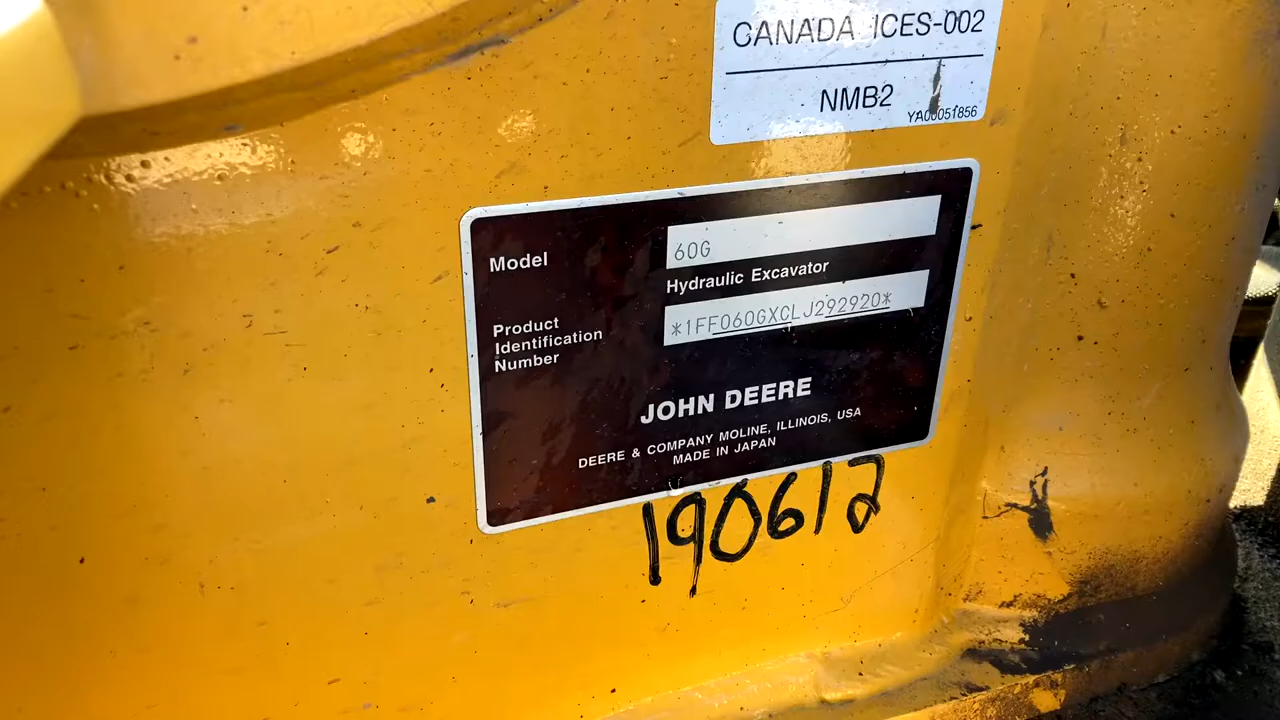 CANADA ICES-002
NMB2
YA00051856
Model
60G
Hydraulic Excavator
Product
Identification
Number
*1FF060GXCLJ292920*
JOHN DEERE
DEERE & COMPANY MOLINE, ILLINOIS, USA
MADE IN JAPAN
190612